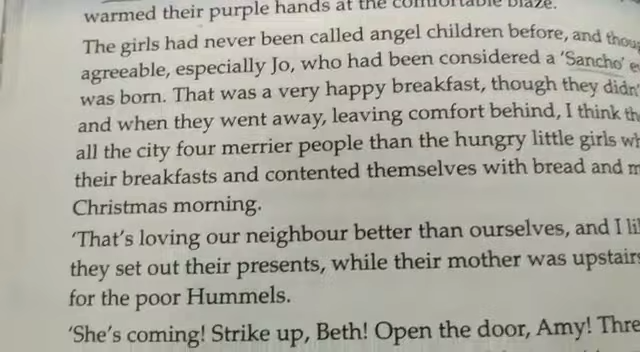 warmed their purple hands at the comfortable blaze.
The girls had never been called angel children before, and
agreeable, especially Jo, who had been considered a ‘Sancho’
was born. That was a very happy breakfast, though they
and when they went away, leaving comfort behind, I think
all the city four merrier people than the hungry little girls
their breakfasts and contented themselves with bread and
Christmas morning.
‘That’s loving our neighbour better than ourselves, and I
they set out their presents, while their mother was upstairs
for the poor Hummels.
‘She’s coming! Strike up, Beth! Open the door, Amy!